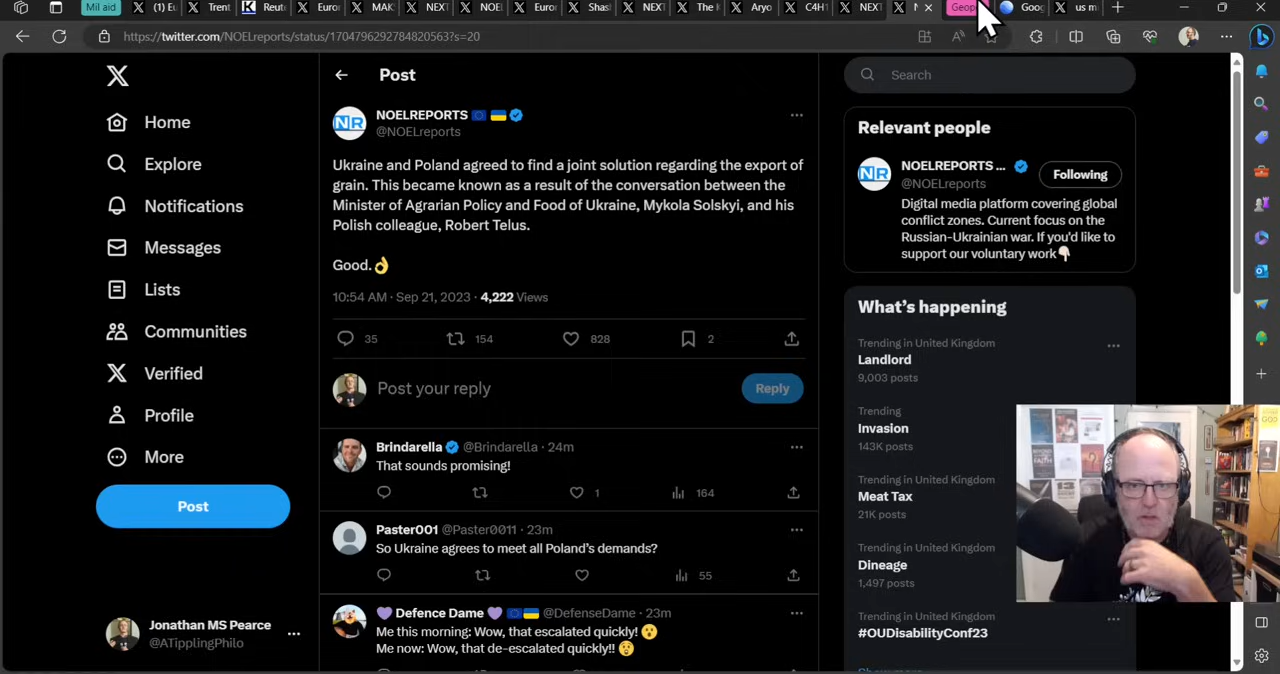 Mil aid
(1) Eu
Tren
Reut
Euro
MAK
NEXT
NOE
Euro
Shas
NEXT
The
Aryo
C4H
NEXT
Geop
Goog
us m
https://twitter.com/NOELreports/status/1704796292784820563?s=20
Home
Explore
Notifications
Messages
Lists
Communities
Verified
Profile
More
Post
Jonathan MS Pearce
@ATipplingPhilo
Post
NOELREPORTS 🇪🇺 🇺🇦
@NOELreports
Ukraine and Poland agreed to find a joint solution regarding the export of
grain. This became known as a result of the conversation between the
Minister of Agrarian Policy and Food of Ukraine, Mykola Solskyi, and his
Polish colleague, Robert Telus.
Good.👌
10:54 AM · Sep 21, 2023 · 4,222 Views
35 154 828 2
Post your reply
Reply
Brindarella @Brindarella · 24m
That sounds promising!
1 164
Paster001 @Paster0011 · 23m
So Ukraine agrees to meet all Poland's demands?
55
💜 Defence Dame 💜 🇪🇺🇺🇦 @DefenseDame · 23m
Me this morning: Wow, that escalated quickly! 😯
Me now: Wow, that de-escalated quickly!! 🤭
Search
Relevant people
NOELREPORTS ...
@NOELreports
Following
Digital media platform covering global
conflict zones. Current focus on the
Russian-Ukrainian war. If you'd like to
support our voluntary work👇🏻
What's happening
Trending in United Kingdom
Landlord
9,003 posts
Trending
Invasion
143K posts
Trending in United Kingdom
Meat Tax
21K posts
Trending in United Kingdom
Dineage
1,497 posts
Trending in United Kingdom
#OUDisabilityConf23